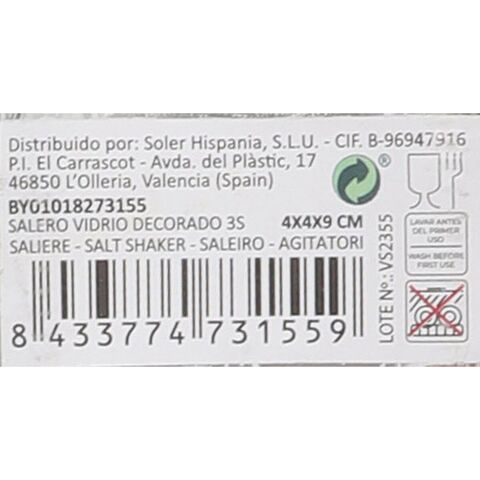 Distribuido por: Soler Hispania, S.L.U. - CIF. B-96947916
P.I. El Carrascot - Avda. del Plàstic, 17
46850 L'Olleria, Valencia (Spain)
BY01018273155
SALERO VIDRIO DECORADO 3S 4X4X9 CM
SALIERE - SALT SHAKER - SALEIRO - AGITATORI
8 433774 731559
LOTE Nº.: VS2355
LAVAR ANTES
DEL PRIMER
USO
WASH BEFORE
FIRST USE